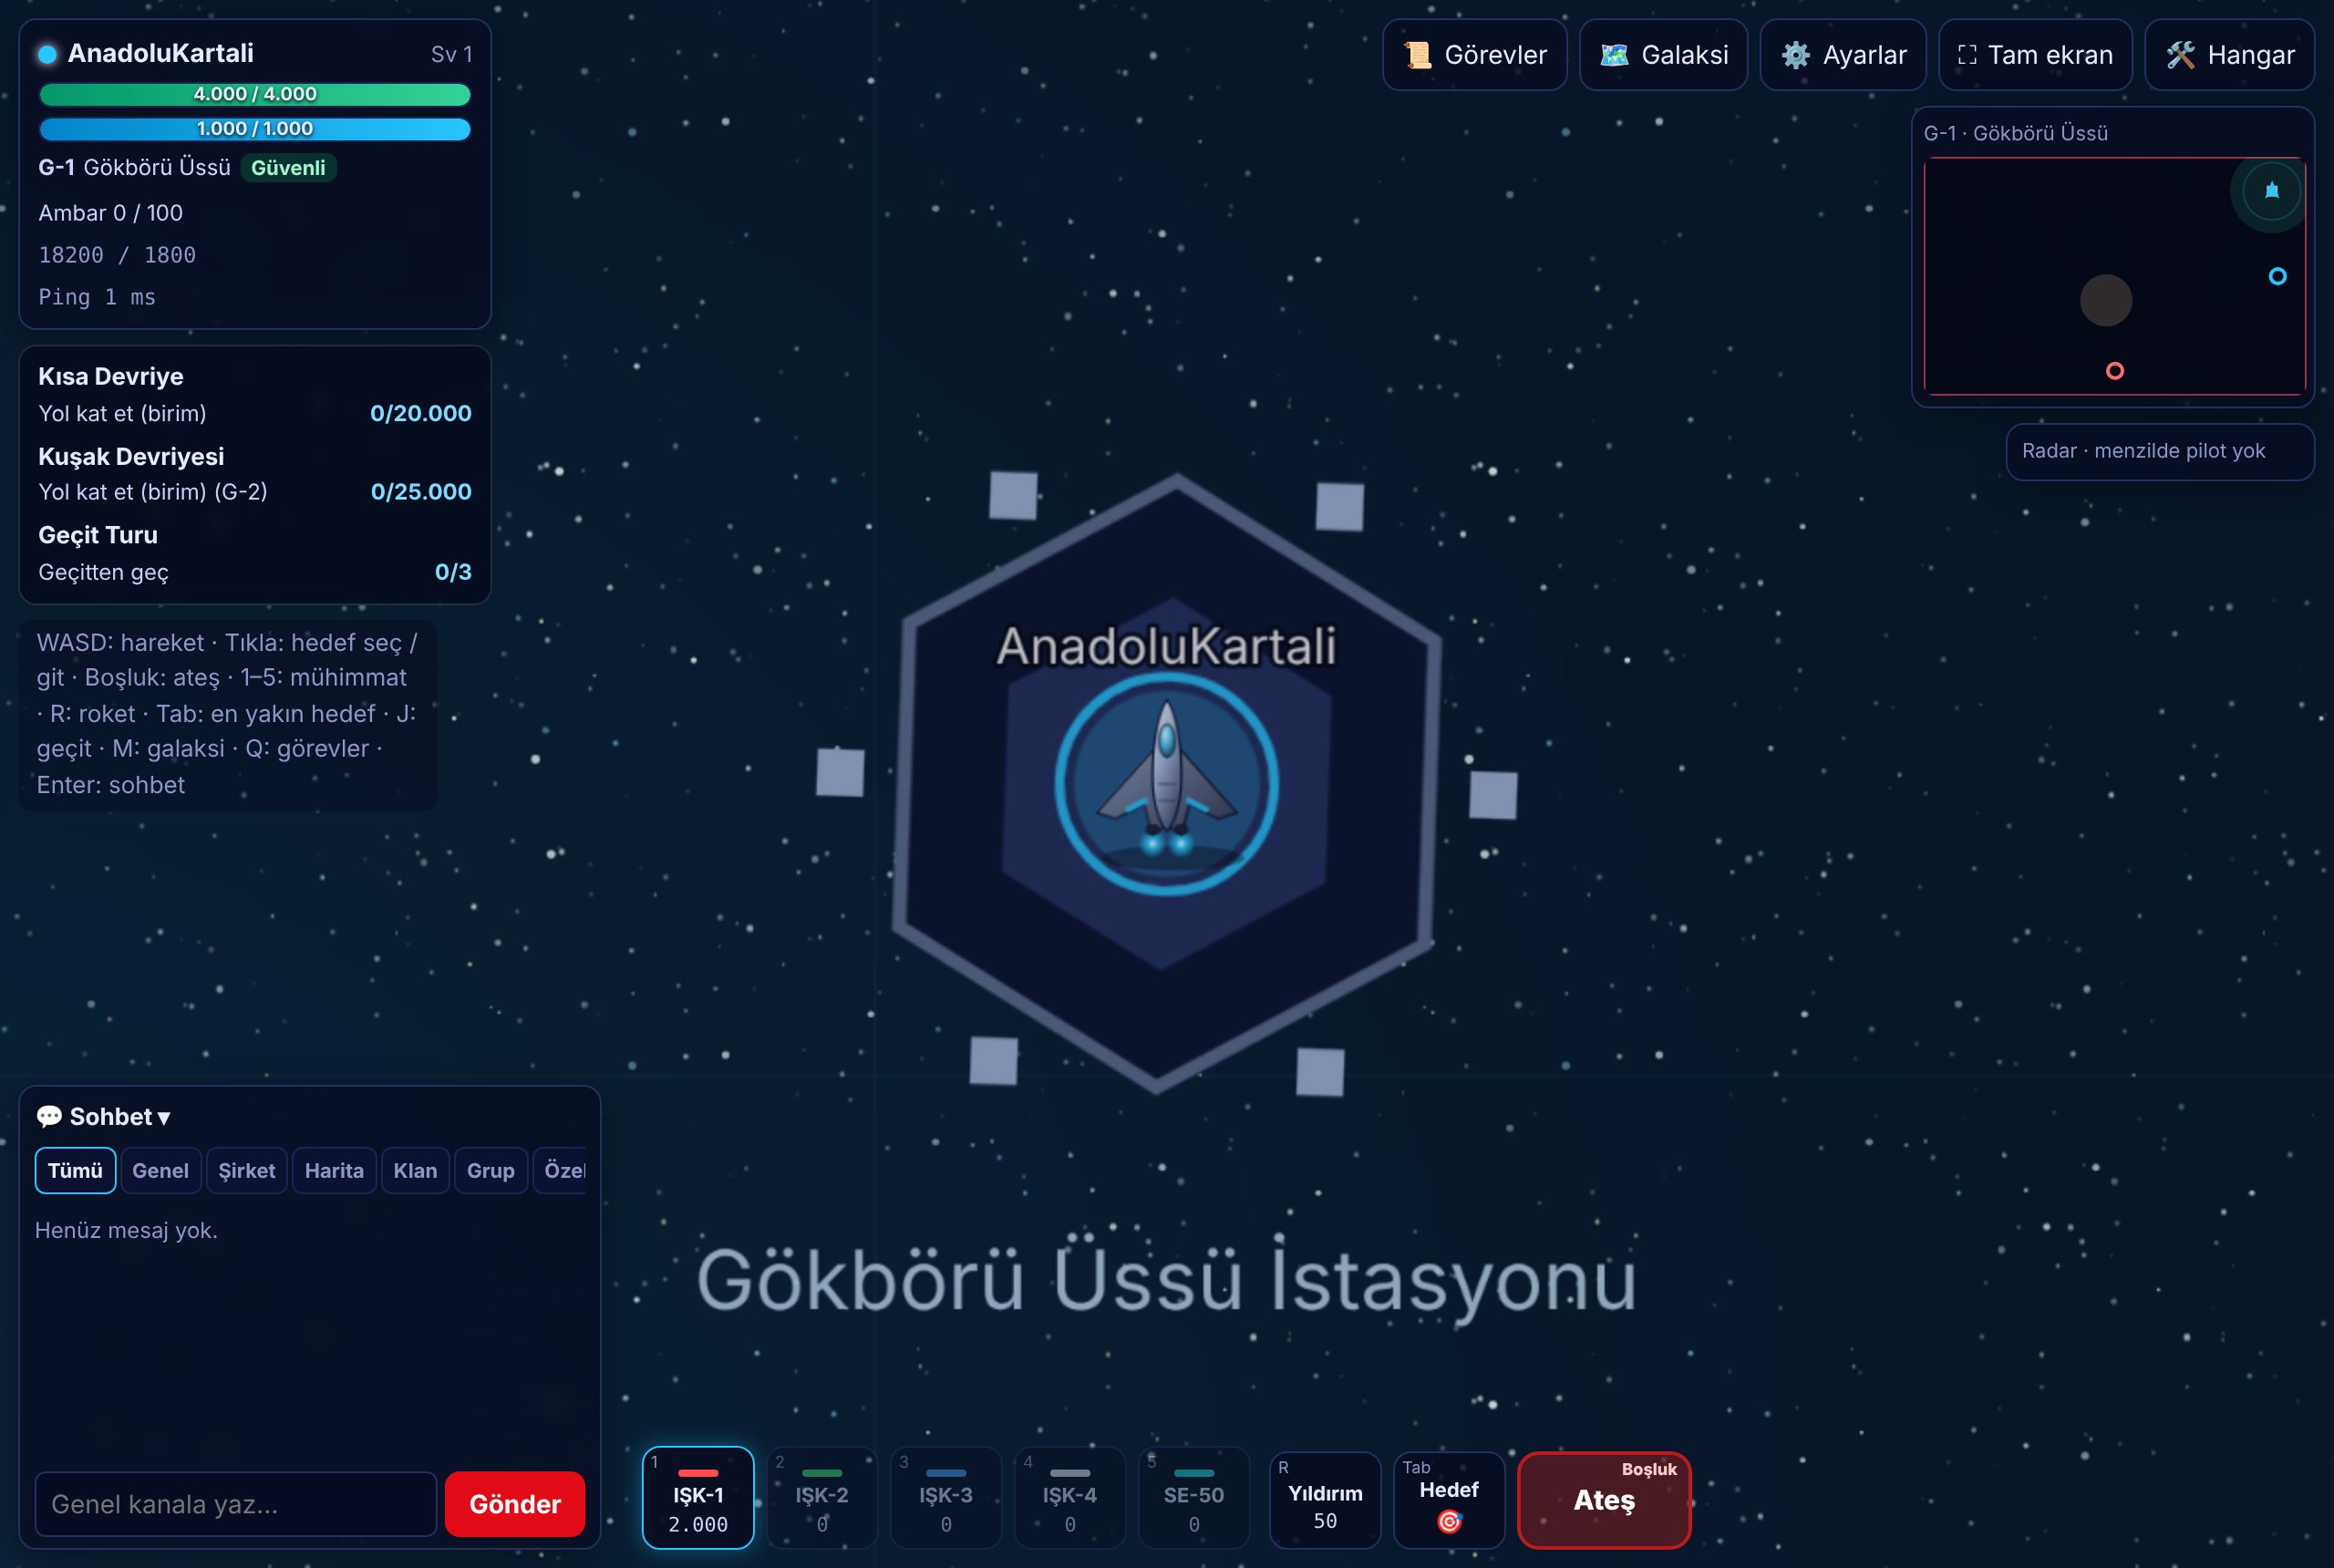 AnadoluKartali Sv 1
4.000 / 4.000
1.000 / 1.000
G-1 Gökbörü Üssü Güvenli
Ambar 0 / 100
18200 / 1800
Ping 1 ms
Kısa Devriye
Yol kat et (birim) 0/20.000
Kuşak Devriyesi
Yol kat et (birim) (G-2) 0/25.000
Geçit Turu
Geçitten geç 0/3
WASD: hareket · Tıkla: hedef seç /
git · Boşluk: ateş · 1–5: mühimmat
· R: roket · Tab: en yakın hedef · J:
geçit · M: galaksi · Q: görevler ·
Enter: sohbet
Görevler Galaksi Ayarlar Tam ekran Hangar
G-1 · Gökbörü Üssü
Radar · menzilde pilot yok
AnadoluKartali
Gökbörü Üssü İstasyonu
Sohbet ▾
Tümü Genel Şirket Harita Klan Grup Özel
Henüz mesaj yok.
Genel kanala yaz... Gönder
1 IŞK-1 2.000
2 IŞK-2 0
3 IŞK-3 0
4 IŞK-4 0
5 SE-50 0
R Yıldırım 50
Tab Hedef
Boşluk Ateş